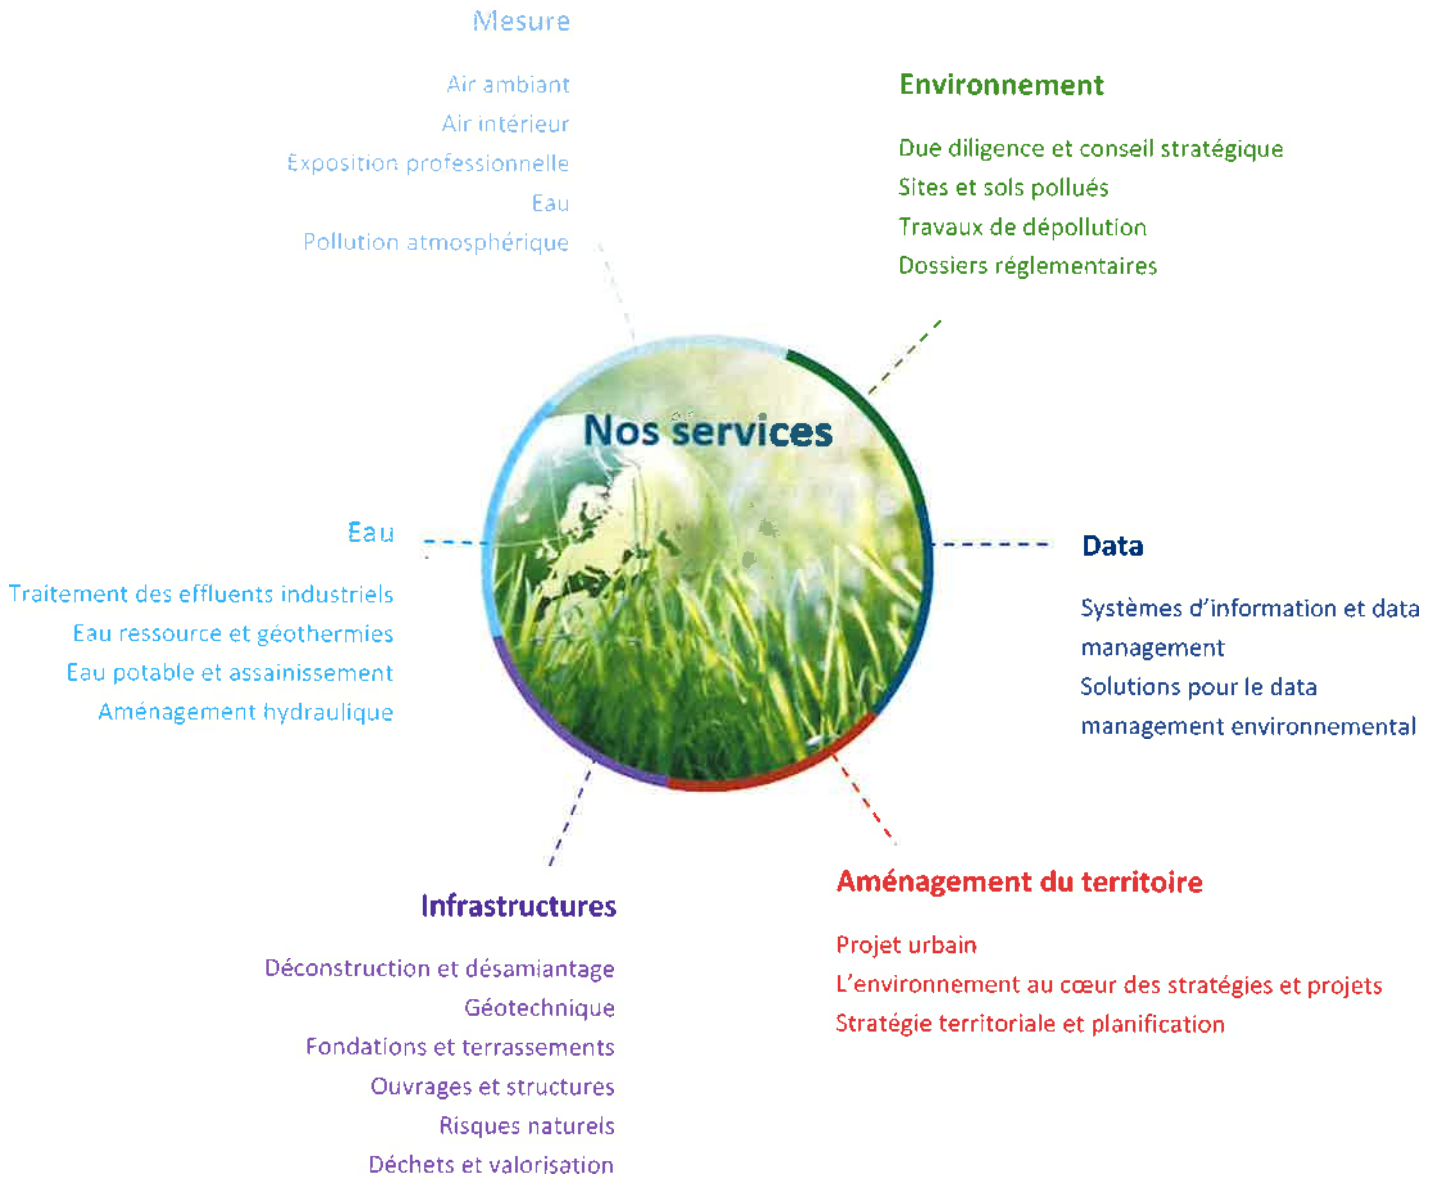 Mesure
Air ambiant
Air intérieur
Exposition professionnelle
Eau
Pollution atmosphérique
Environnement
Due diligence et conseil stratégique
Sites et sols pollués
Travaux de dépollution
Dossiers réglementaires
Nos services
Eau
Traitement des effluents industriels
Eau ressource et géothermies
Eau potable et assainissement
Aménagement hydraulique
Data
Systèmes d'information et data
management
Solutions pour le data
management environnemental
Infrastructures
Déconstruction et désamiantage
Géotechnique
Fondations et terrassements
Ouvrages et structures
Risques naturels
Déchets et valorisation
Aménagement du territoire
Projet urbain
L'environnement au cœur des stratégies et projets
Stratégie territoriale et planification